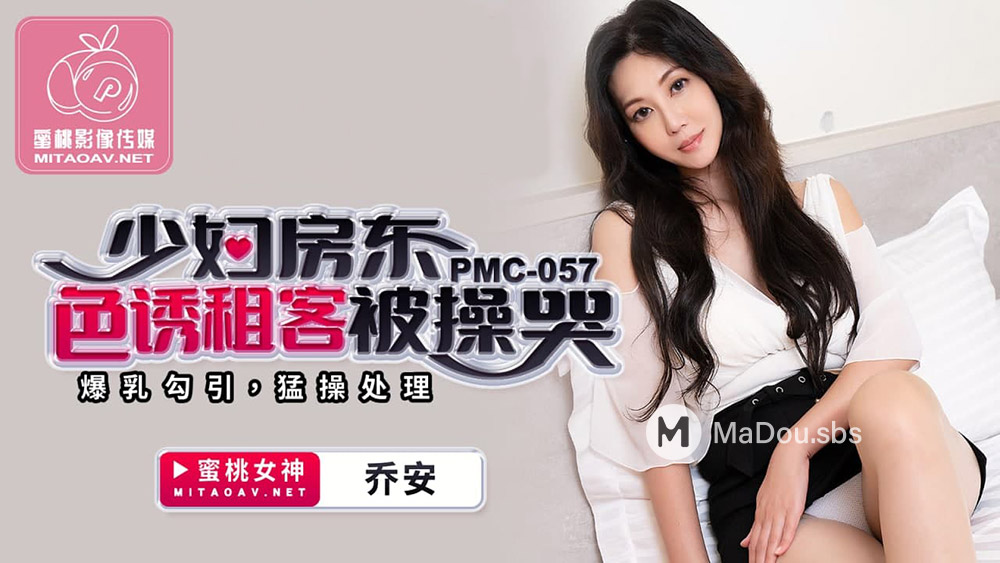 蜜桃影像传媒
MITAOAV.NET
少妇房东
PMC-057
色诱租客被操哭
爆乳勾引，猛操处理
蜜桃女神
MITAOAV.NET
乔安
M MaDou.sbs